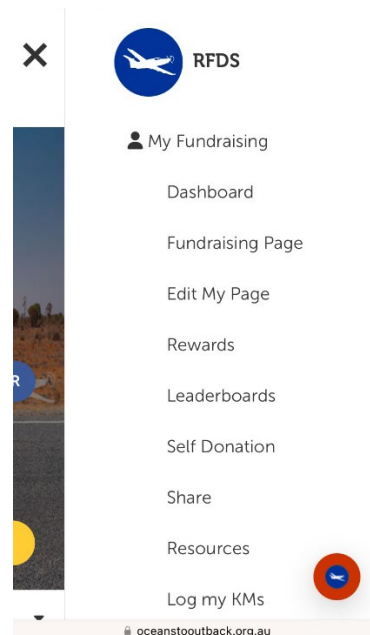 RFDS
My Fundraising
Dashboard
Fundraising Page
Edit My Page
Rewards
Leaderboards
R
Self Donation
Share
Resources
Log my KMs
oceanstooutback.org.au